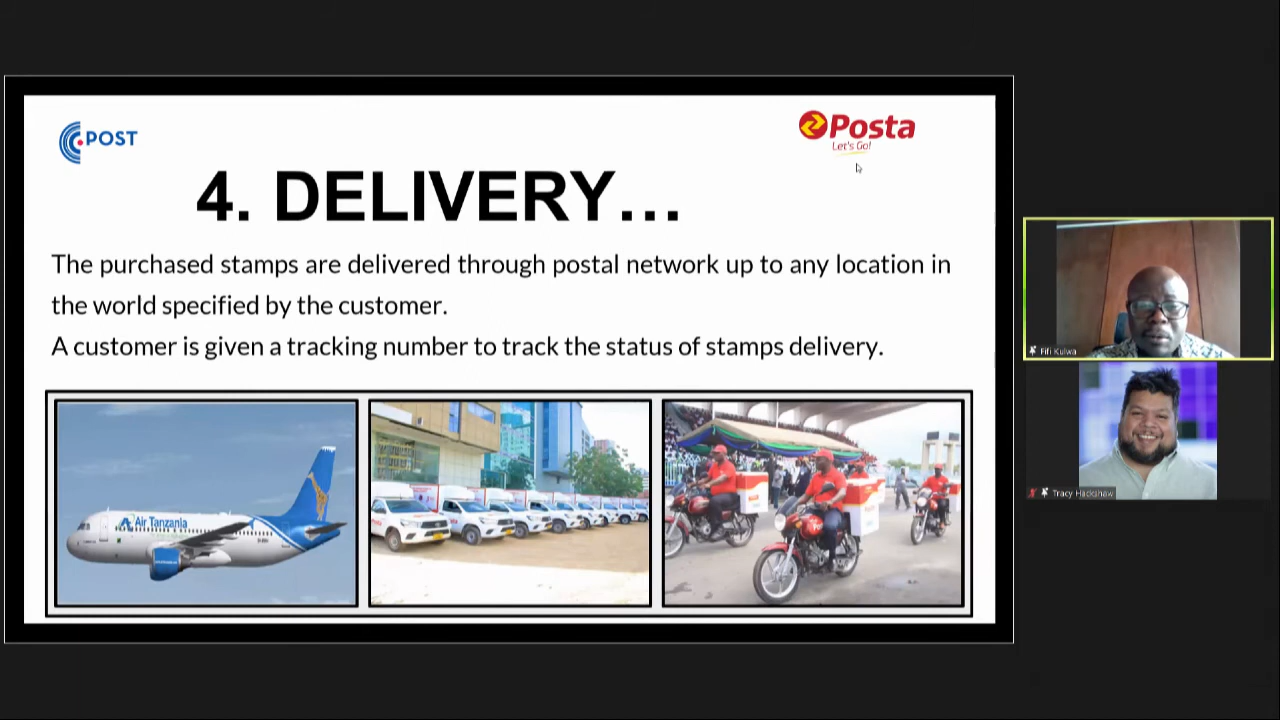 POST
Posta
Let's Go!
4. DELIVERY...
The purchased stamps are delivered through postal network up to any location in
the world specified by the customer.
A customer is given a tracking number to track the status of stamps delivery.
Air Tanzania
Fifi Kulwa
Tracy Hackshaw